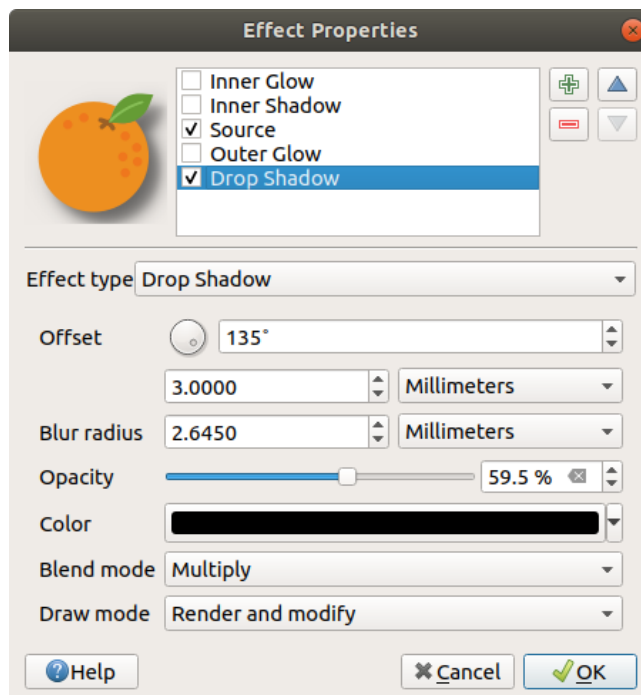 Effect Properties
Inner Glow
Inner Shadow
Source
Outer Glow
Drop Shadow
Effect type Drop Shadow
Offset 135°
3.0000 Millimeters
Blur radius 2.6450 Millimeters
Opacity 59.5 %
Color
Blend mode Multiply
Draw mode Render and modify
Help Cancel OK